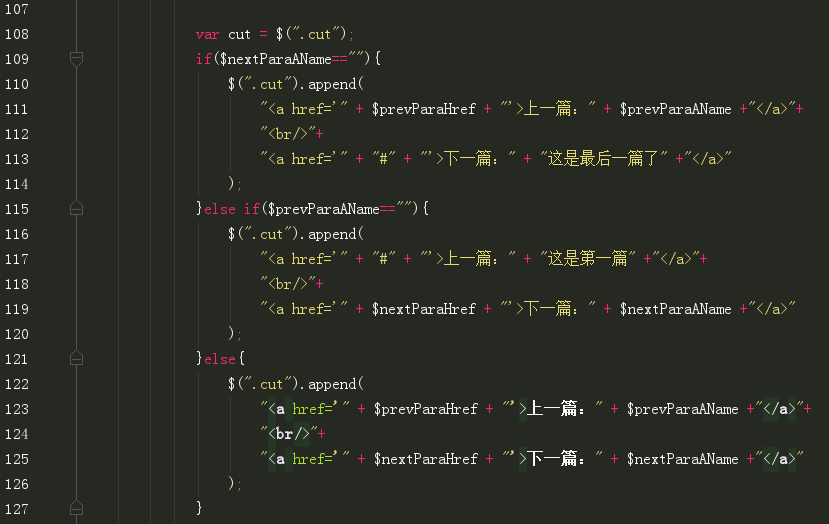 107
108 var cut = $(".cut");
109 if($nextParaAName==""){
110 $(".cut").append(
111 "<a href='" + $prevParaHref + "'>上一篇：" + $prevParaAName +"</a>"+
112 "<br/>"+
113 "<a href='" + "#" + "'>下一篇：" + "这是最后一篇了" +"</a>"
114 );
115 }else if($prevParaAName==""){
116 $(".cut").append(
117 "<a href='" + "#" + "'>上一篇：" + "这是第一篇" +"</a>"+
118 "<br/>"+
119 "<a href='" + $nextParaHref + "'>下一篇：" + $nextParaAName +"</a>"
120 );
121 }else{
122 $(".cut").append(
123 "<a href='" + $prevParaHref + "'>上一篇：" + $prevParaAName +"</a>"+
124 "<br/>"+
125 "<a href='" + $nextParaHref + "'>下一篇：" + $nextParaAName +"</a>"
126 );
127 }